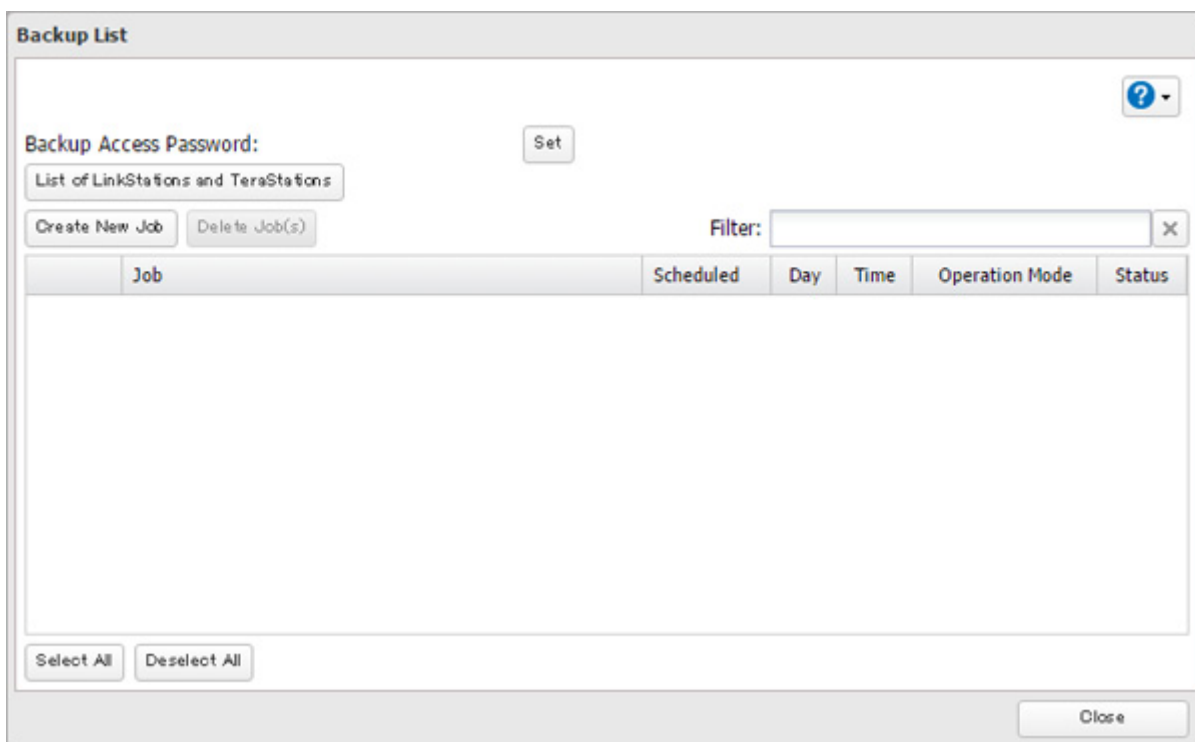 Backup List
?
Backup Access Password: Set
List of LinkStations and TeraStations
Create New Job Delete Job(s) Filter:
Job Scheduled Day Time Operation Mode Status
Select All Deselect All
Close